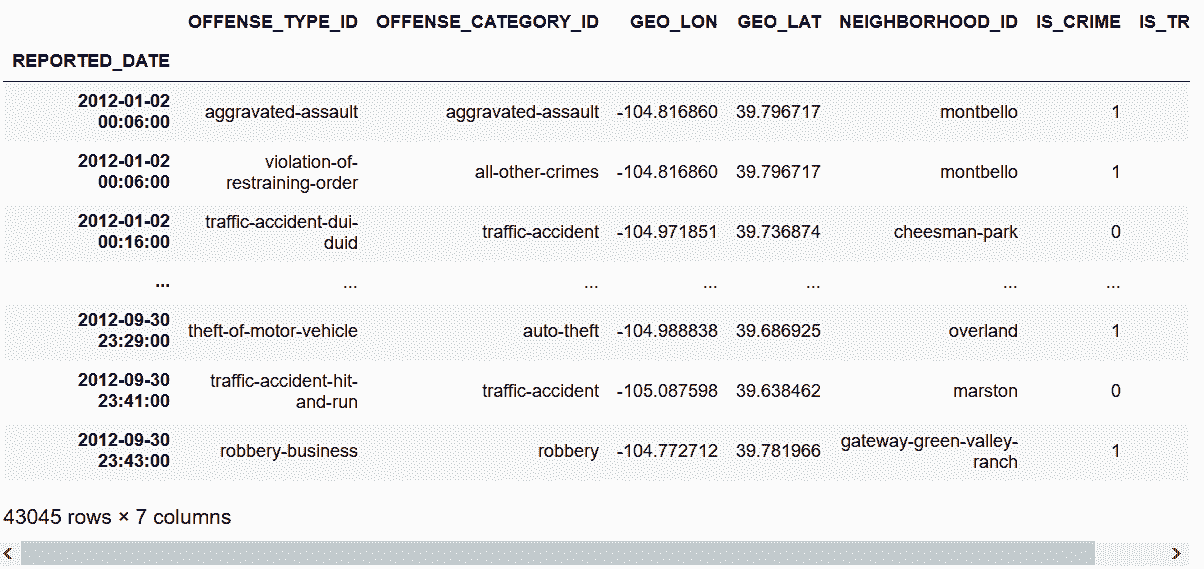 OFFENSE_TYPE_ID OFFENSE_CATEGORY_ID GEO_LON GEO_LAT NEIGHBORHOOD_ID IS_CRIME IS_TR
REPORTED_DATE
2012-01-02 00:06:00 aggravated-assault aggravated-assault -104.816860 39.796717 montbello 1
2012-01-02 00:06:00 violation-of-restraining-order all-other-crimes -104.816860 39.796717 montbello 1
2012-01-02 00:16:00 traffic-accident-dui-duid traffic-accident -104.971851 39.736874 cheesman-park 0
... ... ... ... ... ... ...
2012-09-30 23:29:00 theft-of-motor-vehicle auto-theft -104.988838 39.686925 overland 1
2012-09-30 23:41:00 traffic-accident-hit-and-run traffic-accident -105.087598 39.638462 marston 0
2012-09-30 23:43:00 robbery-business robbery -104.772712 39.781966 gateway-green-valley-ranch 1
43045 rows × 7 columns